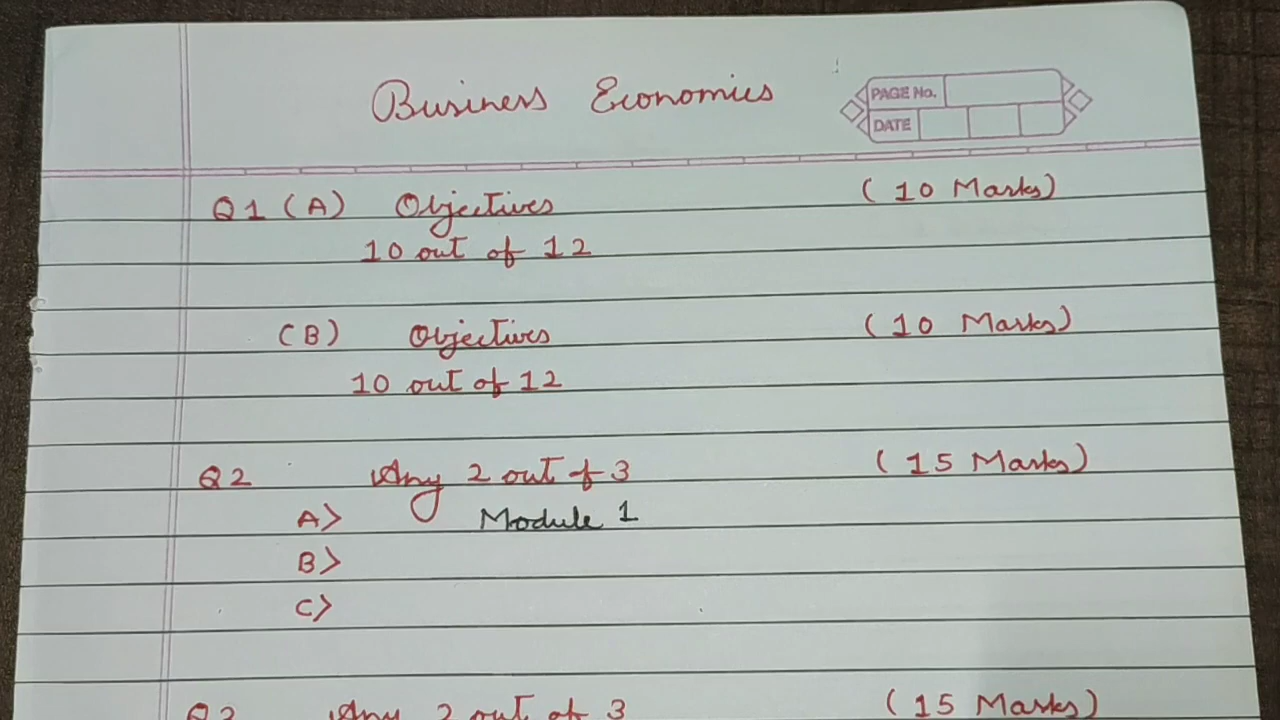 Business Economics
PAGE No.
DATE
Q1 (A) Objectives (10 Marks)
10 out of 12
(B) Objectives (10 Marks)
10 out of 12
Q2 Any 2 out of 3 (15 Marks)
A> Module 1
B>
C>
Q3 Any 2 out of 3 (15 Marks)